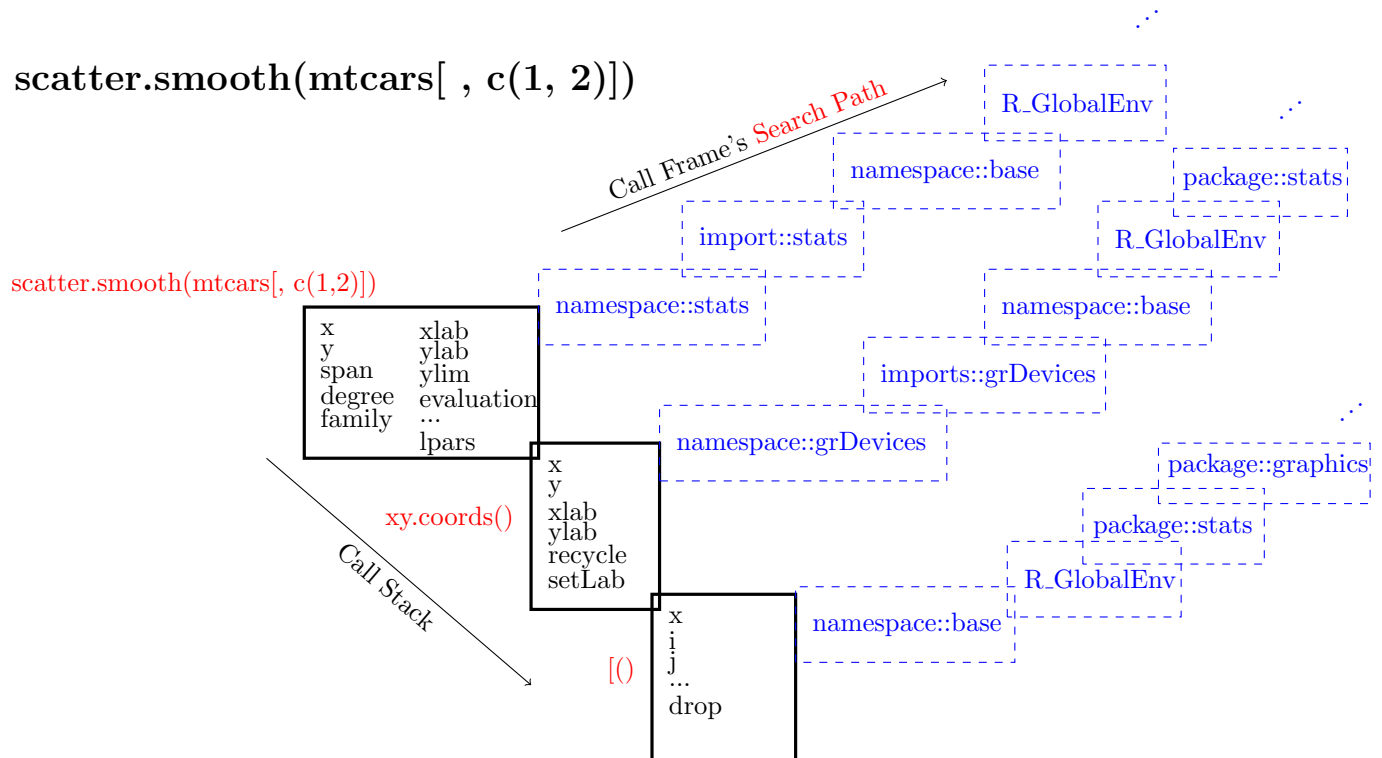 scatter.smooth(mtcars[ , c(1, 2)])
Call Frame's Search Path
R_GlobalEnv
namespace::base
import::stats
namespace::stats
package::stats
R_GlobalEnv
namespace::base
imports::grDevices
namespace::grDevices
package::graphics
package::stats
R_GlobalEnv
namespace::base
scatter.smooth(mtcars[, c(1,2)])
x
y
span
degree
family
xlab
ylab
ylim
evaluation
...
lpars
Call Stack
xy.coords()
x
y
xlab
ylab
recycle
setLab
[()
x
i
j
...
drop